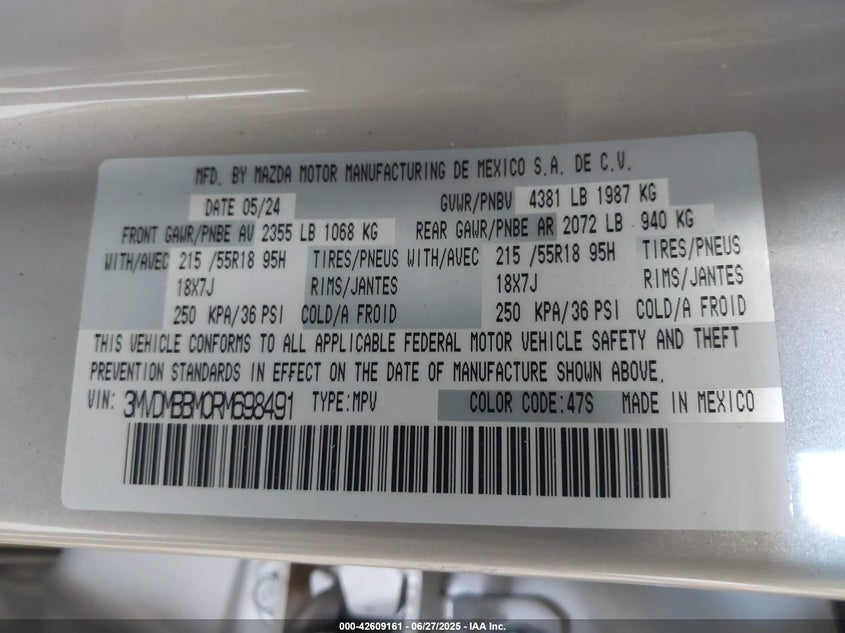 MFD. BY MAZDA MOTOR MANUFACTURING DE MEXICO S.A. DE C.V.
DATE 05/24 GVWR/PNBV 4381 LB 1987 KG
FRONT GAWR/PNBE AV 2355 LB 1068 KG REAR GAWR/PNBE AR 2072 LB 940 KG
WITH/AVEC 215 /55R18 95H TIRES/PNEUS WITH/AVEC 215 /55R18 95H TIRES/PNEUS
18X7J RIMS/JANTES 18X7J RIMS/JANTES
250 KPA/36 PSI COLD/A FROID 250 KPA/36 PSI COLD/A FROID
THIS VEHICLE CONFORMS TO ALL APPLICABLE FEDERAL MOTOR VEHICLE SAFETY AND THEFT
PREVENTION STANDARDS IN EFFECT ON THE DATE OF MANUFACTURE SHOWN ABOVE.
VIN: 3MVDMBBM0RM698491 TYPE:MPV COLOR CODE:47S MADE IN MEXICO
000-42609161 - 06/27/2025 - IAA Inc.